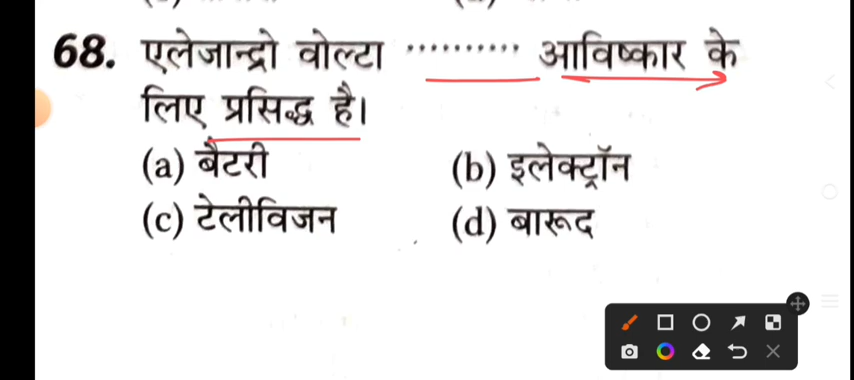 68. एलेजान्द्रो वोल्टा ·········· आविष्कार के
लिए प्रसिद्ध है।
(a) बैटरी (b) इलेक्ट्रॉन
(c) टेलीविजन (d) बारूद